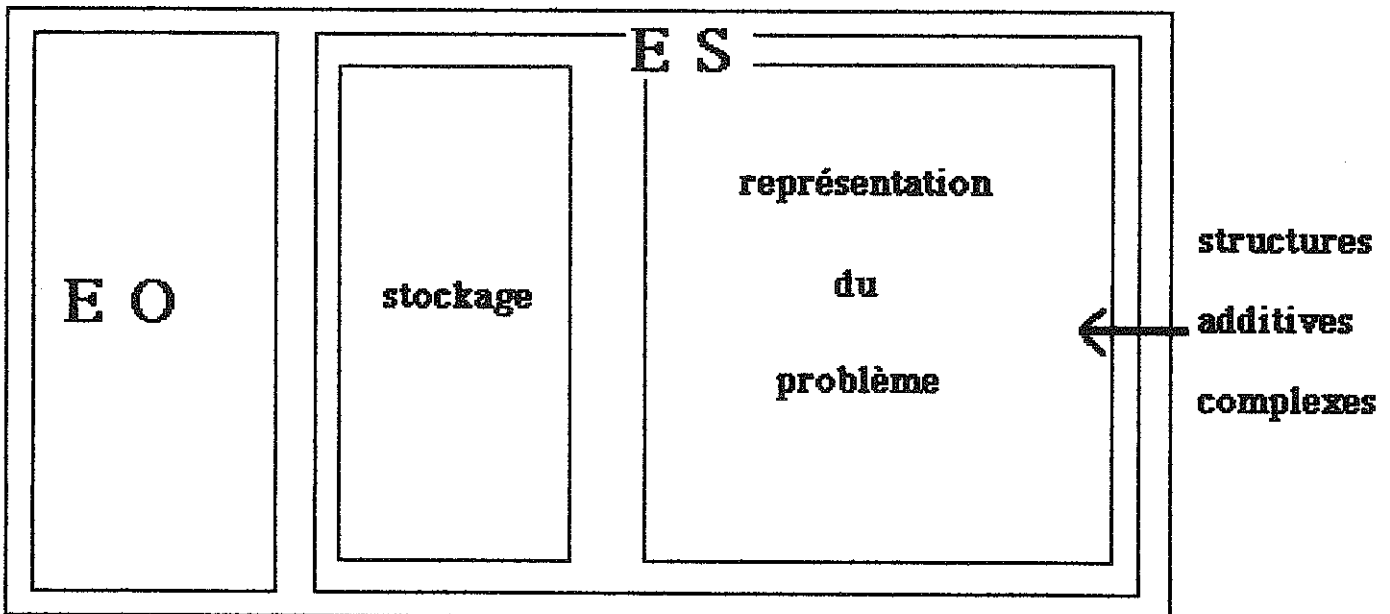 E S
E O
stockage
représentation
du
problème
structures
additives
complexes